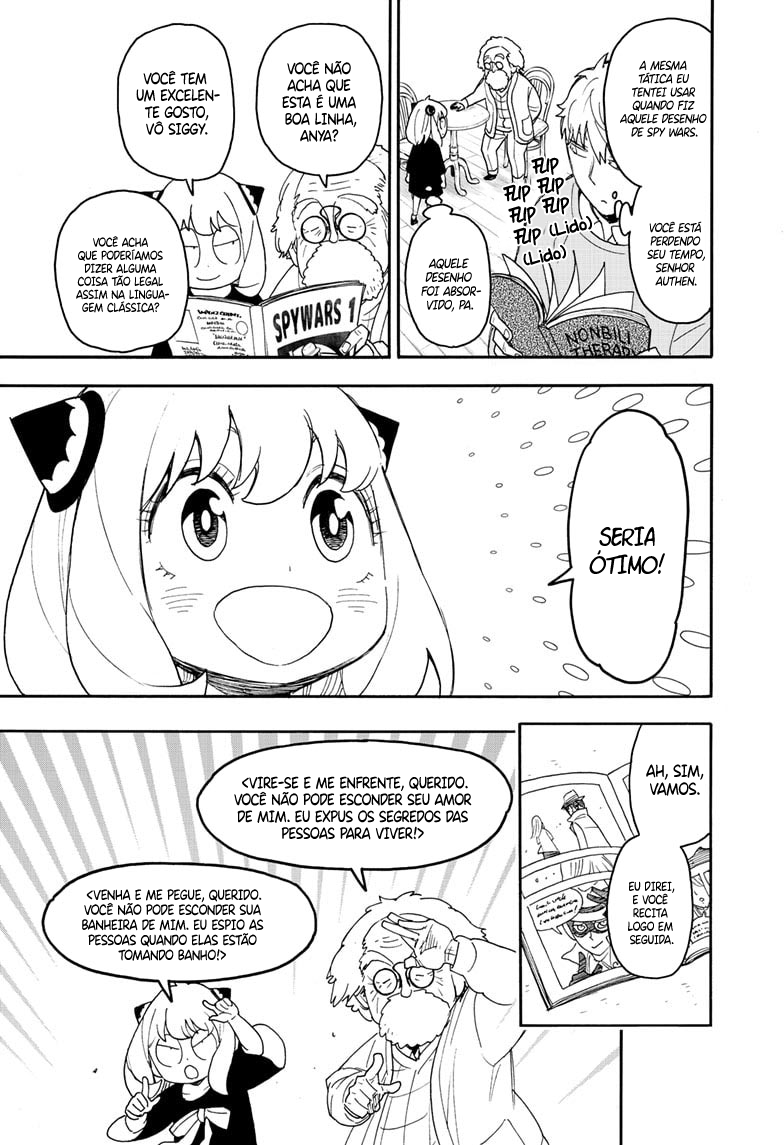 A MESMA
TÁTICA EU
TENTEI USAR
QUANDO FIZ
AQUELE DESENHO
DE SPY WARS.
VOCÊ ESTÁ
PERDENDO
SEU TEMPO,
SENHOR
AUTHEN.
FLIP FLIP
FLIP FLIP
FLIP FLIP
FLIP (Lido)
(Lido)
AQUELE
DESENHO
FOI ABSOR-
VIDO, PA.
NONBILI
THERAPY
VOCÊ NÃO
ACHA QUE
ESTA É UMA
BOA LINHA,
ANYA?
VOCÊ TEM
UM EXCELEN-
TE GOSTO,
VÔ SIGGY.
VOCÊ ACHA
QUE PODERÍAMOS
DIZER ALGUMA
COISA TÃO LEGAL
ASSIM NA LINGUA-
GEM CLÁSSICA?
SPYWARS 1
SERIA
ÓTIMO!
AH, SIM,
VAMOS.
EU DIREI,
E VOCÊ
RECITA
LOGO EM
SEGUIDA.
<VIRE-SE E ME ENFRENTE, QUERIDO.
VOCÊ NÃO PODE ESCONDER SEU AMOR
DE MIM. EU EXPUS OS SEGREDOS DAS
PESSOAS PARA VIVER!>
<VENHA E ME PEGUE, QUERIDO.
VOCÊ NÃO PODE ESCONDER SUA
BANHEIRA DE MIM. EU ESPIO AS
PESSOAS QUANDO ELAS ESTÃO
TOMANDO BANHO!>